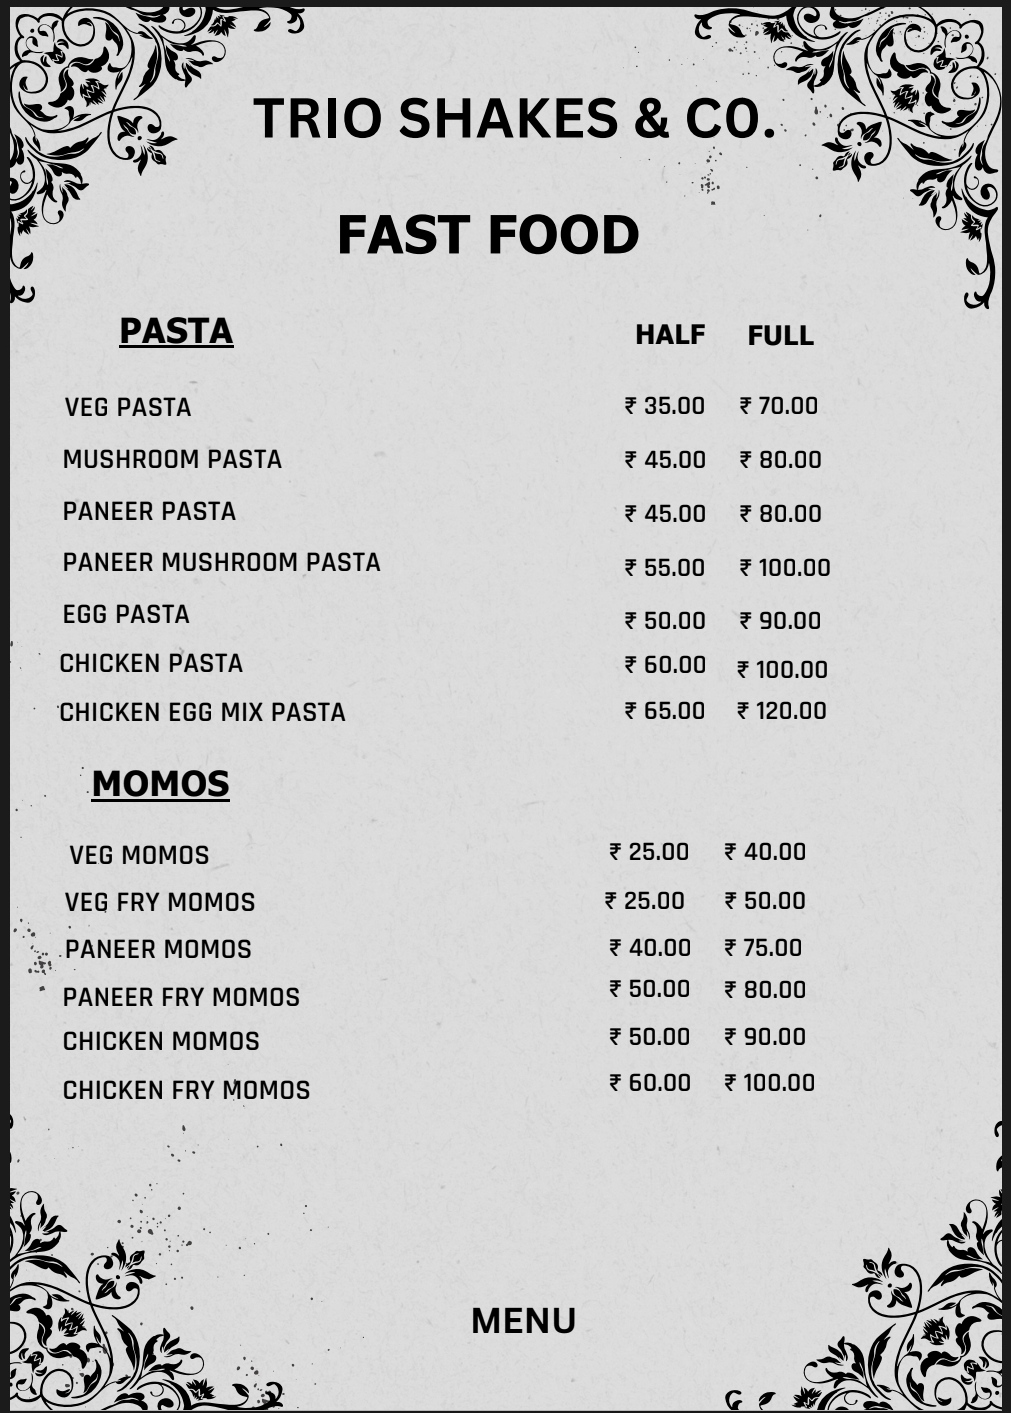 TRIO SHAKES & CO.
FAST FOOD
PASTA HALF FULL
VEG PASTA ₹ 35.00 ₹ 70.00
MUSHROOM PASTA ₹ 45.00 ₹ 80.00
PANEER PASTA ₹ 45.00 ₹ 80.00
PANEER MUSHROOM PASTA ₹ 55.00 ₹ 100.00
EGG PASTA ₹ 50.00 ₹ 90.00
CHICKEN PASTA ₹ 60.00 ₹ 100.00
CHICKEN EGG MIX PASTA ₹ 65.00 ₹ 120.00
MOMOS
VEG MOMOS ₹ 25.00 ₹ 40.00
VEG FRY MOMOS ₹ 25.00 ₹ 50.00
PANEER MOMOS ₹ 40.00 ₹ 75.00
PANEER FRY MOMOS ₹ 50.00 ₹ 80.00
CHICKEN MOMOS ₹ 50.00 ₹ 90.00
CHICKEN FRY MOMOS ₹ 60.00 ₹ 100.00
MENU